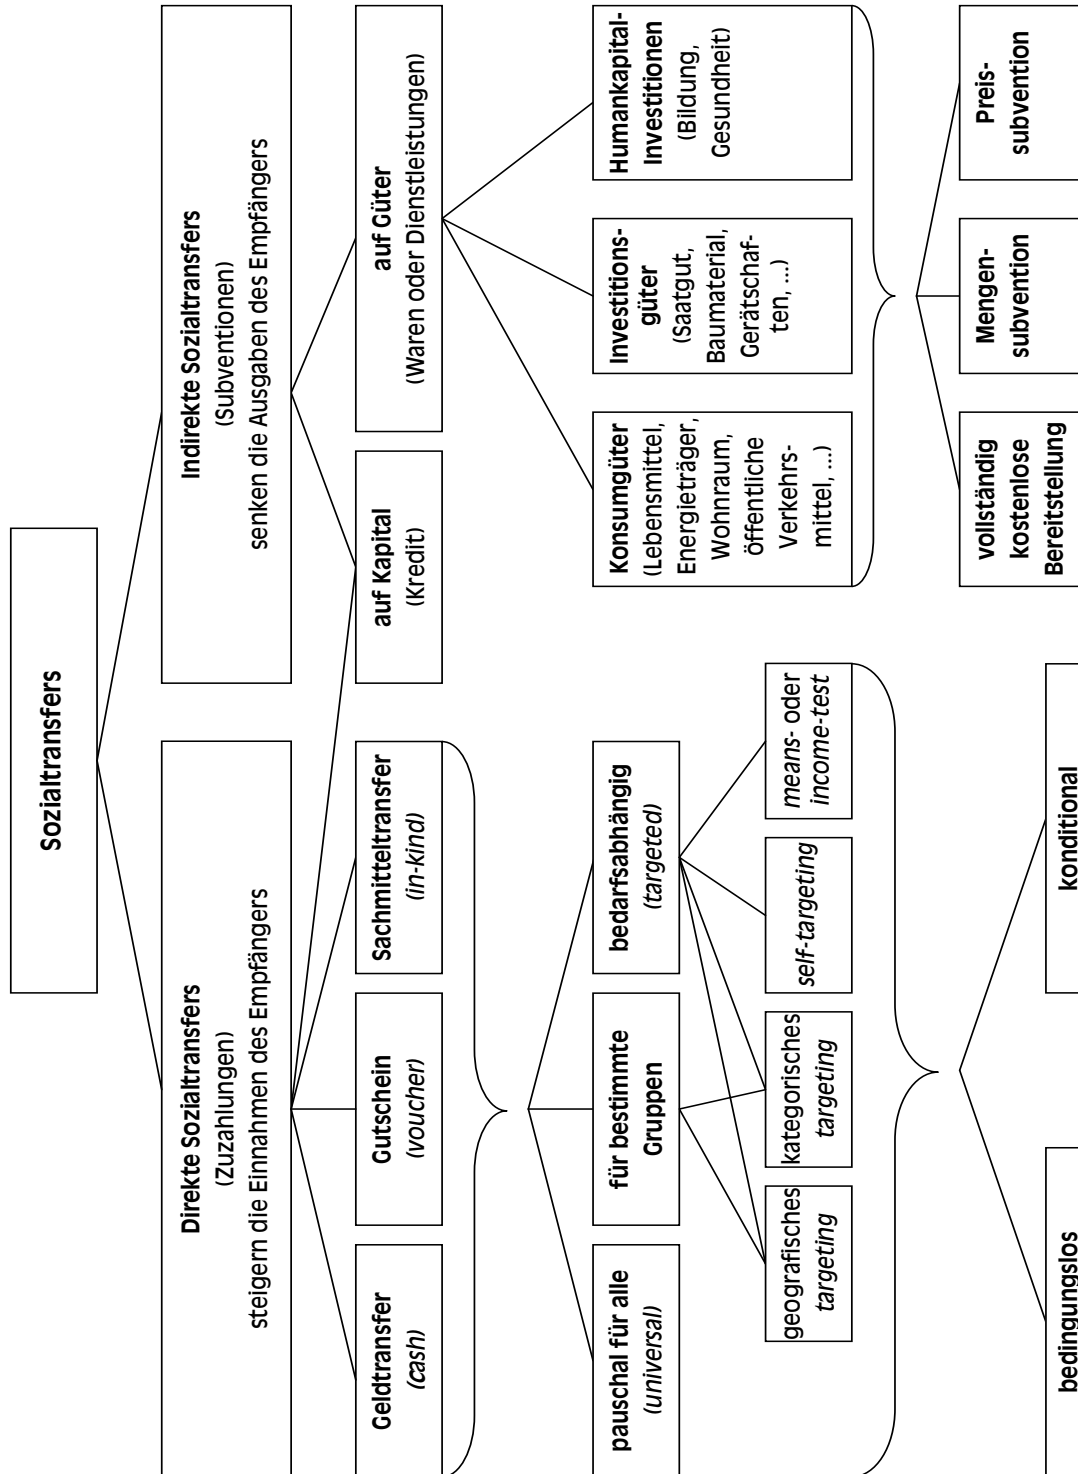 Sozialtransfers
Direkte Sozialtransfers
(Zuzahlungen)
steigern die Einnahmen des Empfängers
Indirekte Sozialtransfers
(Subventionen)
senken die Ausgaben des Empfängers
Geldtransfer
(cash)
Gutschein
(voucher)
Sachmitteltransfer
(in-kind)
auf Kapital
(Kredit)
auf Güter
(Waren oder Dienstleistungen)
pauschal für alle
(universal)
für bestimmte
Gruppen
bedarfsabhängig
(targeted)
Konsumgüter
(Lebensmittel,
Energieträger,
Wohnraum,
öffentliche
Verkehrs-
mittel, ...)
Investitions-
güter
(Saatgut,
Baumaterial,
Gerätschaf-
ten, ...)
Humankapital-
Investitionen
(Bildung,
Gesundheit)
geografisches
targeting
kategorisches
targeting
self-targeting
means- oder
income-test
vollständig
kostenlose
Bereitstellung
Mengen-
subvention
Preis-
subvention
bedingungslos
konditional